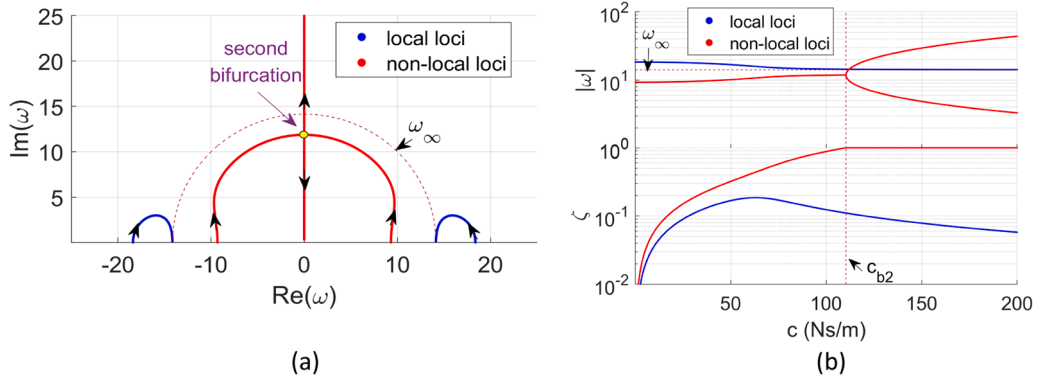 25
20
15
10
5
-20
-10
0
10
20
Im(ω)
Re(ω)
second
bifurcation
local loci
non-local loci
ω∞
(a)
local loci
non-local loci
ω∞
|ω|
10²
10¹
10⁰
10⁻¹
10⁻²
ζ
c_b2
50
100
150
200
c (Ns/m)
(b)